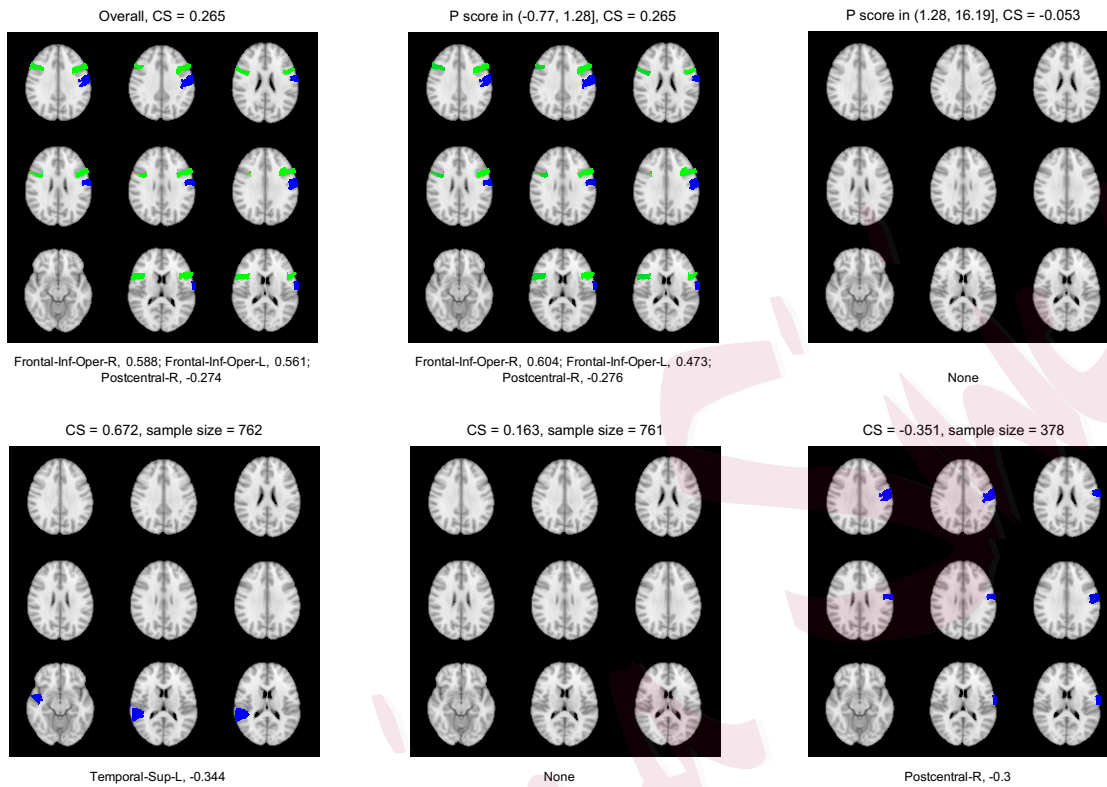 Overall, CS = 0.265
P score in (-0.77, 1.28], CS = 0.265
P score in (1.28, 16.19], CS = -0.053
Frontal-Inf-Oper-R, 0.588; Frontal-Inf-Oper-L, 0.561;
Postcentral-R, -0.274
Frontal-Inf-Oper-R, 0.604; Frontal-Inf-Oper-L, 0.473;
Postcentral-R, -0.276
None
CS = 0.672, sample size = 762
CS = 0.163, sample size = 761
CS = -0.351, sample size = 378
Temporal-Sup-L, -0.344
None
Postcentral-R, -0.3